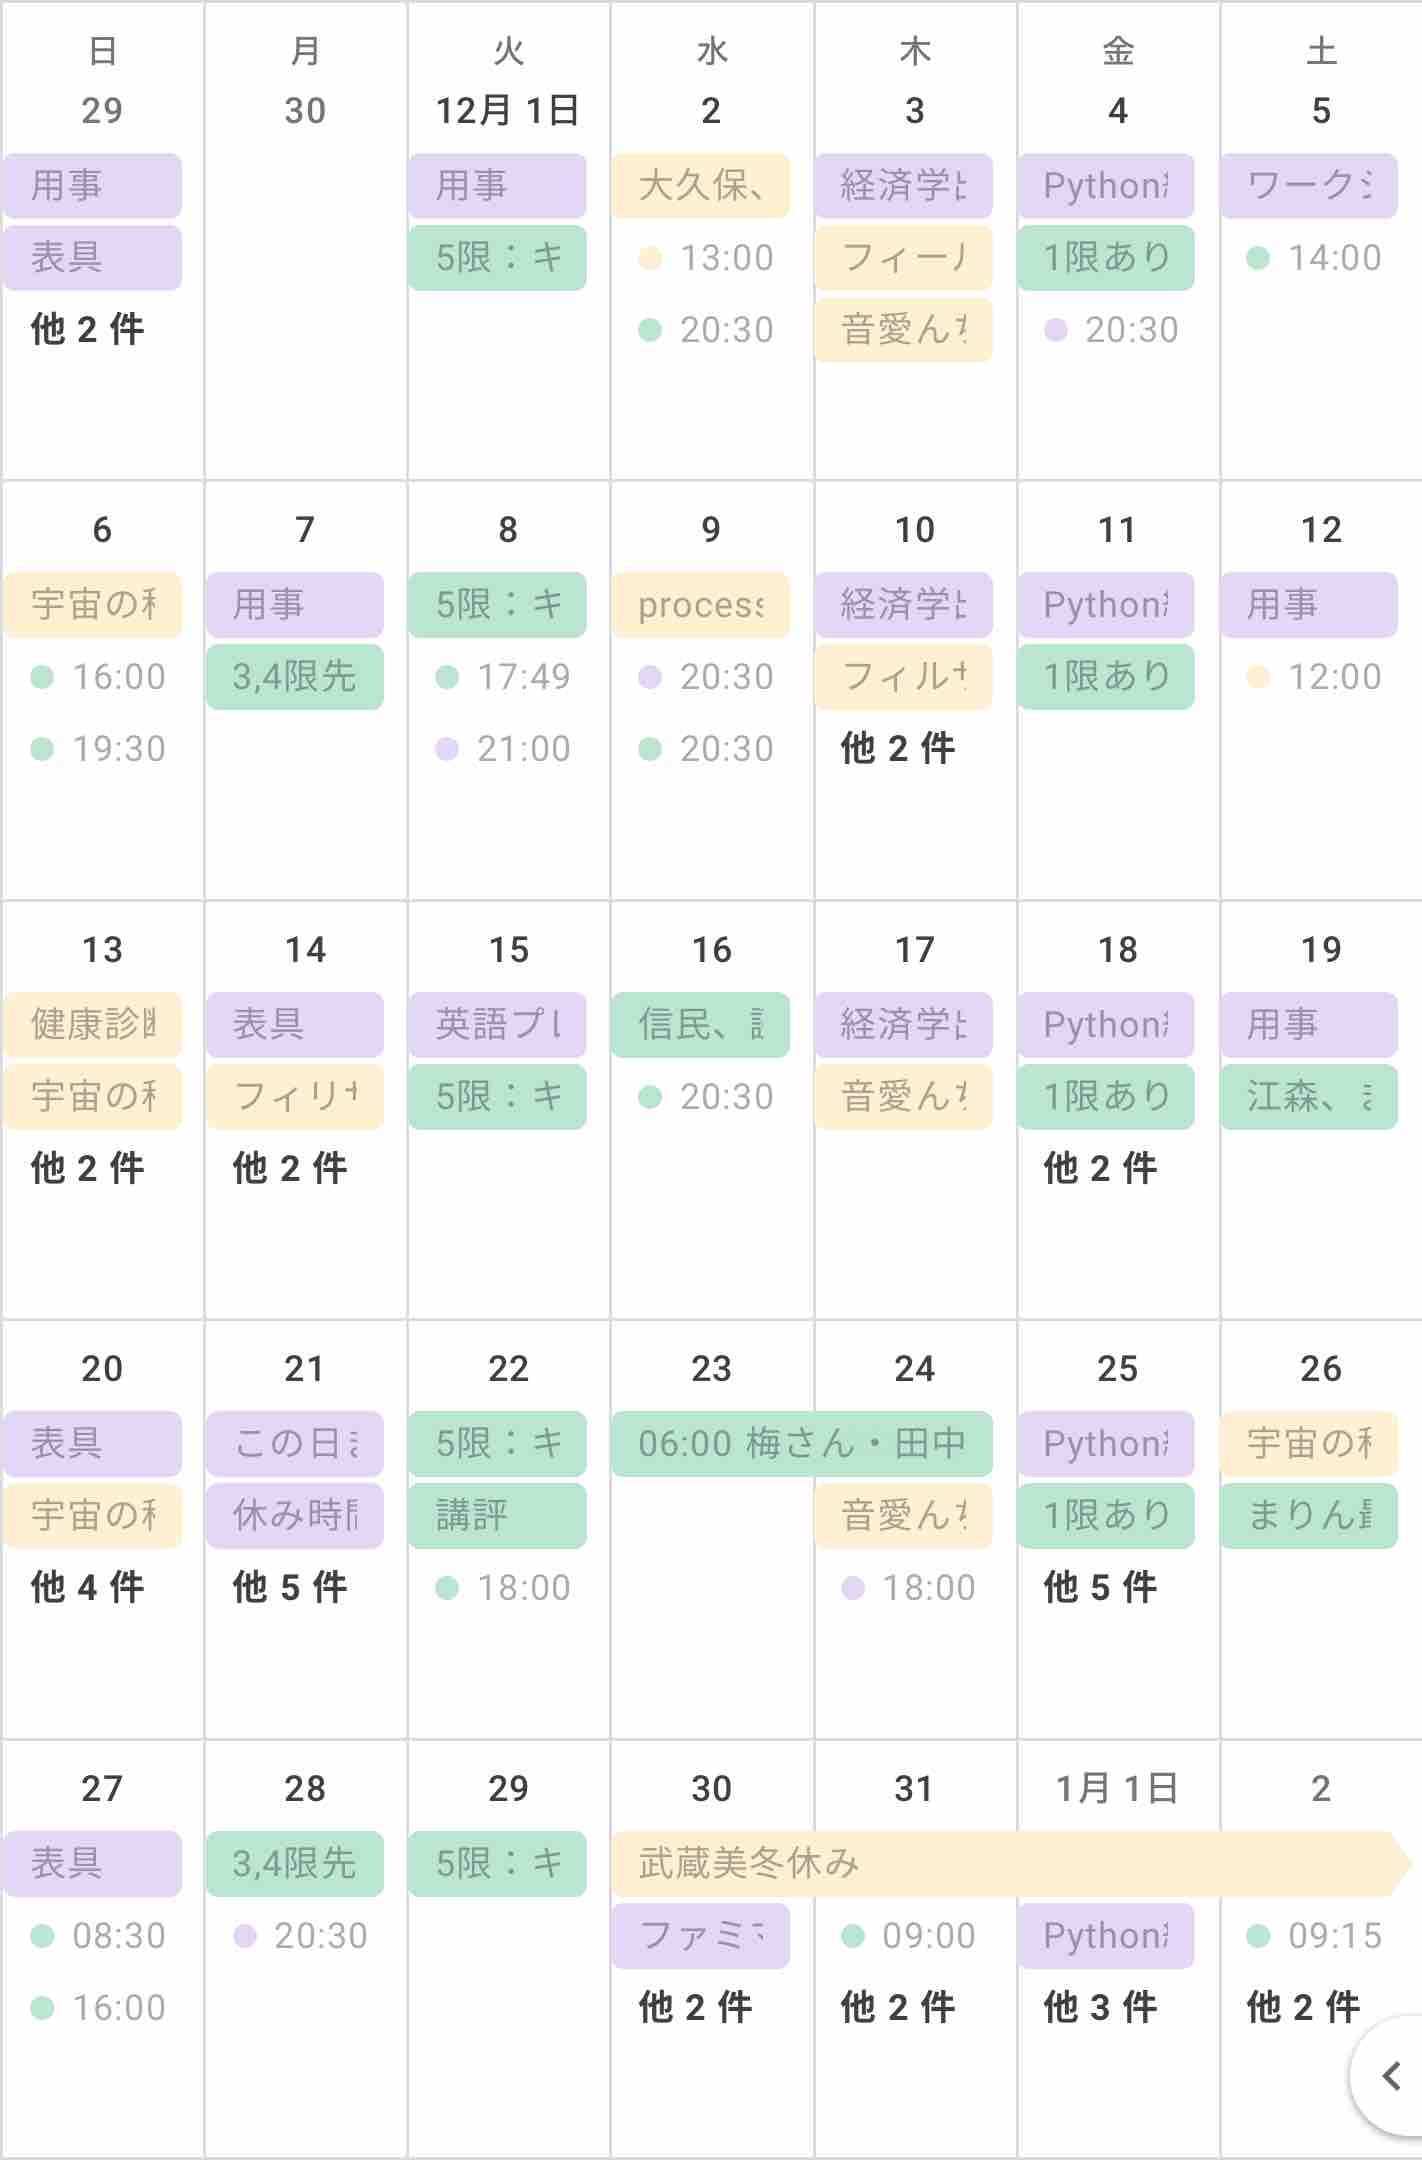 日 月 火 水 木 金 土
29 30 12月 1日 2 3 4 5
用事 用事 大久保、 経済学 Python ワーク
表具 5限：キ 13:00 フィー 1限あり 14:00
他 2 件 20:30 音愛ん 20:30
6 7 8 9 10 11 12
宇宙の 用事 5限：キ process 経済学 Python 用事
16:00 3,4限先 17:49 20:30 フィル 1限あり 12:00
19:30 21:00 20:30 他 2 件
13 14 15 16 17 18 19
健康診 表具 英語プ 信民、 経済学 Python 用事
宇宙の フィリ 5限：キ 20:30 音愛ん 1限あり 江森、
他 2 件 他 2 件 他 2 件
20 21 22 23 24 25 26
表具 この日 5限：キ 06:00 梅さん・田中 Python 宇宙の
宇宙の 休み時 講評 音愛ん 1限あり まりん
他 4 件 他 5 件 18:00 18:00 他 5 件
27 28 29 30 31 1月 1日 2
表具 3,4限先 5限：キ 武蔵美冬休み
08:30 20:30 ファミ 09:00 Python 09:15
16:00 他 2 件 他 2 件 他 3 件 他 2 件